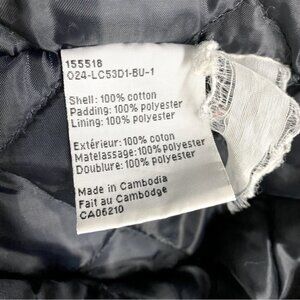 155518
024-LC53D1-BU-1
Shell: 100% cotton
Padding: 100% polyester
Lining: 100% polyester
Extérieur: 100% coton
Matelassage: 100% polyester
Doublure: 100% polyester
Made in Cambodia
Fait au Cambodge
CA06210